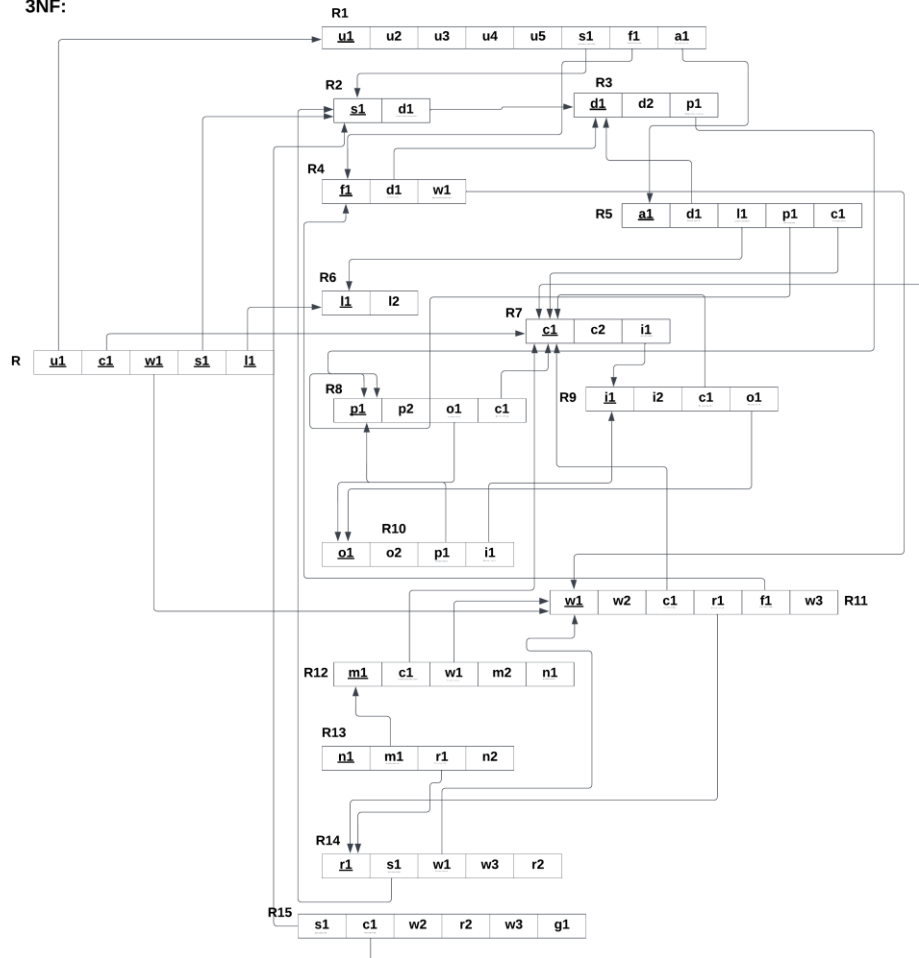 3NF:
R1
u1 u2 u3 u4 u5 s1 f1 a1
R2
s1 d1
R3
d1 d2 p1
R4
f1 d1 w1
R5 a1 d1 l1 p1 c1
R6
l1 l2
R7
c1 c2 i1
R u1 c1 w1 s1 l1
R8
p1 p2 o1 c1
R9 i1 i2 c1 o1
R10
o1 o2 p1 i1
w1 w2 c1 r1 f1 w3 R11
R12 m1 c1 w1 m2 n1
R13
n1 m1 r1 n2
R14
r1 s1 w1 w3 r2
R15
s1 c1 w2 r2 w3 g1